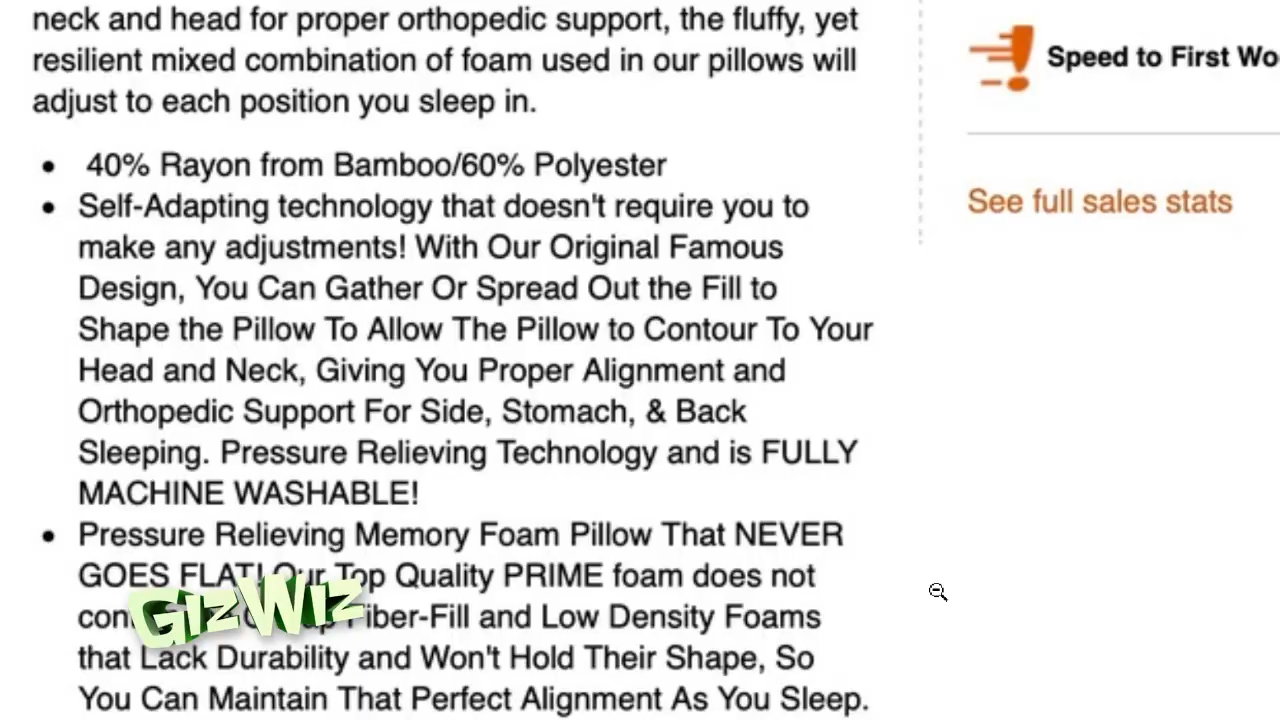 neck and head for proper orthopedic support, the fluffy, yet
resilient mixed combination of foam used in our pillows will
adjust to each position you sleep in.
40% Rayon from Bamboo/60% Polyester
Self-Adapting technology that doesn't require you to
make any adjustments! With Our Original Famous
Design, You Can Gather Or Spread Out the Fill to
Shape the Pillow To Allow The Pillow to Contour To Your
Head and Neck, Giving You Proper Alignment and
Orthopedic Support For Side, Stomach, & Back
Sleeping. Pressure Relieving Technology and is FULLY
MACHINE WASHABLE!
Pressure Relieving Memory Foam Pillow That NEVER
GOES FLAT! Our Top Quality PRIME foam does not
Fiber-Fill and Low Density Foams
that Lack Durability and Won't Hold Their Shape, So
You Can Maintain That Perfect Alignment As You Sleep.
GizWiz
Speed to First Wo
See full sales stats